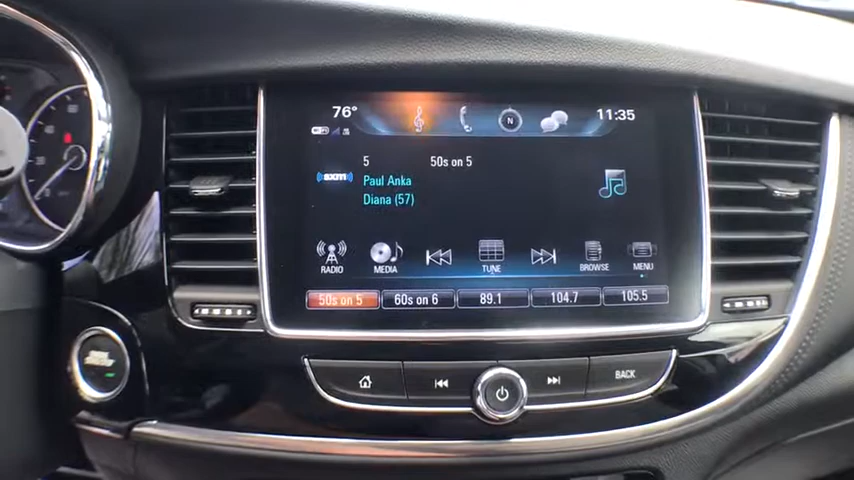 76°
11:35
N
5 50s on 5
sxm
Paul Anka
Diana (57)
RADIO MEDIA TUNE BROWSE MENU
50s on 5 60s on 6 89.1 104.7 105.5
BACK